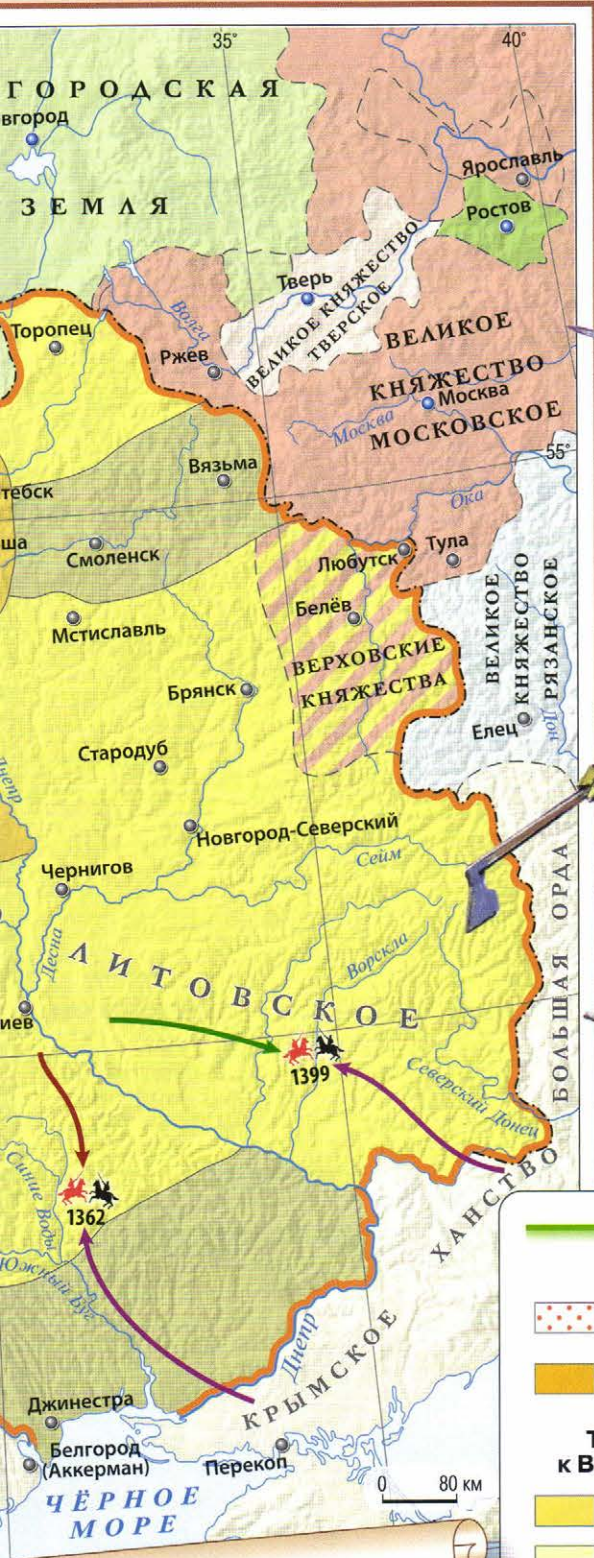 35°
40°
ГОРОДСКАЯ
вгород
ЗЕМЛЯ
Ярославль
Ростов
Тверь
ВЕЛИКОЕ КНЯЖЕСТВО
ТВЕРСКОЕ
Волга
Торопец
Ржев
ВЕЛИКОЕ
КНЯЖЕСТВО
Москва
Москва
МОСКОВСКОЕ
55°
Вязьма
тебск
Ока
ша
Смоленск
Любутск
Тула
Белёв
Мстиславль
ВЕРХОВСКИЕ
КНЯЖЕСТВА
ВЕЛИКОЕ
КНЯЖЕСТВО
РЯЗАНСКОЕ
Брянск
Елец
Дон
Стародуб
Днепр
Новгород-Северский
Сейм
Чернигов
Десна
ЛИТОВСКОЕ
Ворскла
БОЛЬШАЯ ОРДА
иев
1399
Северский Донец
Синие Воды
1362
ХАНСТВО
Южный Буг
Днепр
КРЫМСКОЕ
Джинестра
Белгород
(Аккерман)
Перекоп
0 80 км
ЧЁРНОЕ
МОРЕ
Т
к В